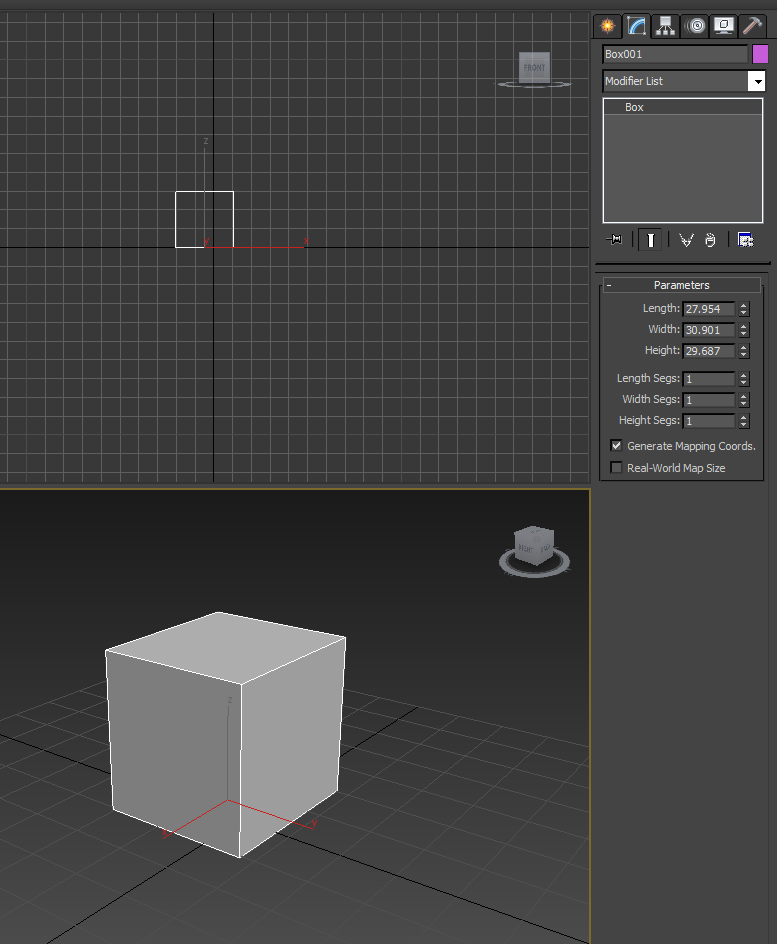 FRONT
z
y
x
Box001
Modifier List
Box
- Parameters
Length: 27.954
Width: 30.901
Height: 29.687
Length Segs: 1
Width Segs: 1
Height Segs: 1
Generate Mapping Coords.
Real-World Map Size
z
x
y